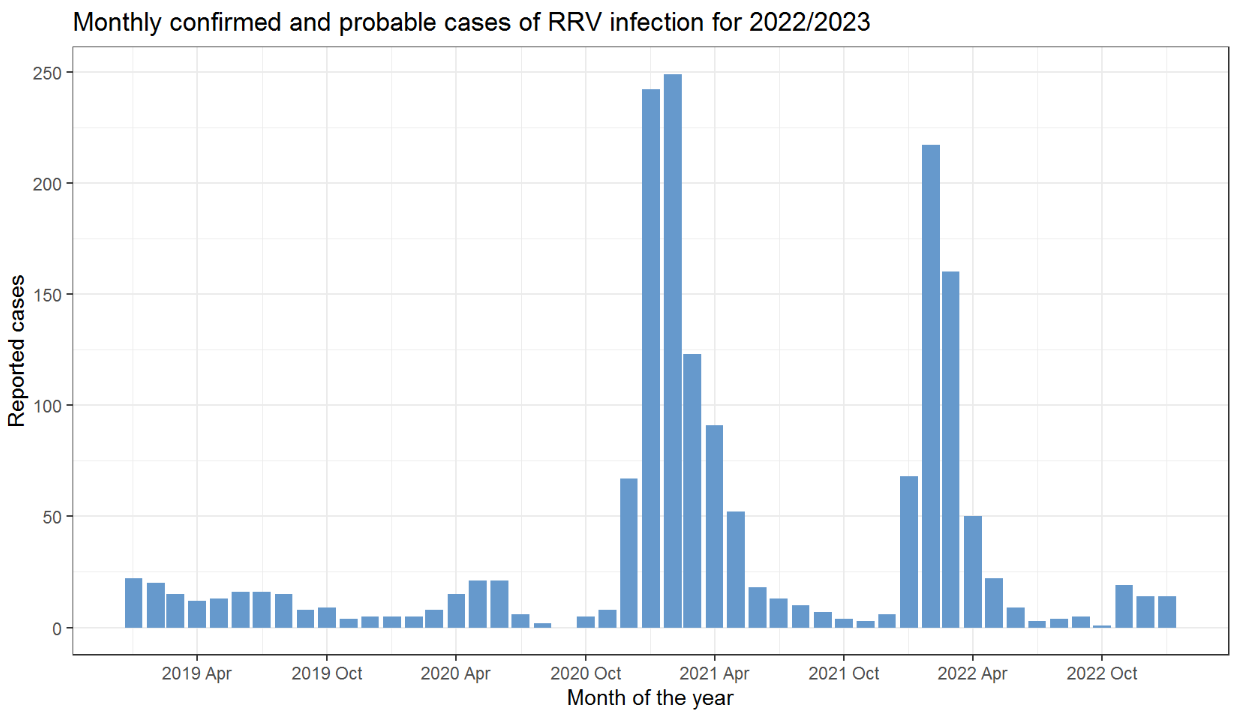 Monthly confirmed and probable cases of RRV infection for 2022/2023
250
200
150
100
50
0
Reported cases
2019 Apr 2019 Oct 2020 Apr 2020 Oct 2021 Apr 2021 Oct 2022 Apr 2022 Oct
Month of the year